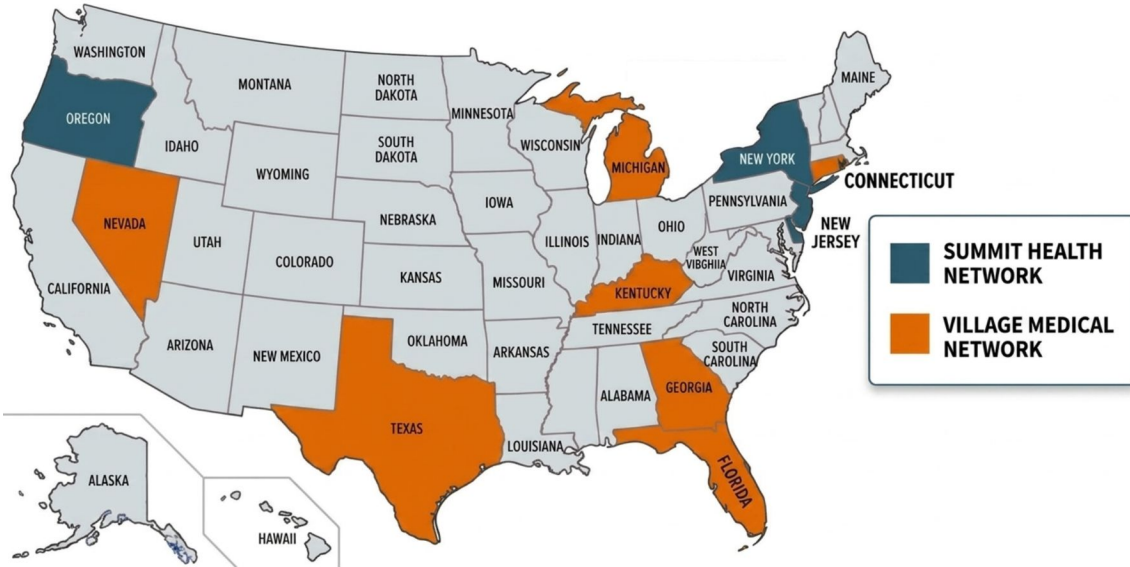 WASHINGTON
MONTANA
NORTH
DAKOTA
MINNESOTA
MAINE
OREGON
IDAHO
SOUTH
DAKOTA
WISCONSIN
MICHIGAN
NEW YORK
WYOMING
CONNECTICUT
NEVADA
IOWA
PENNSYLVANIA
NEBRASKA
NEW
JERSEY
UTAH
COLORADO
ILLINOIS
INDIANA
OHIO
WEST
VIBGHIIA
VIRGINIA
CALIFORNIA
KANSAS
MISSOURI
KENTUCKY
NORTH
CAROLINA
TENNESSEE
ARIZONA
NEW MEXICO
OKLAHOMA
ARKANSAS
SOUTH
CAROLINA
ALABAMA
GEORGIA
TEXAS
LOUISIANA
FLORIDA
ALASKA
HAWAII
SUMMIT HEALTH
NETWORK
VILLAGE MEDICAL
NETWORK